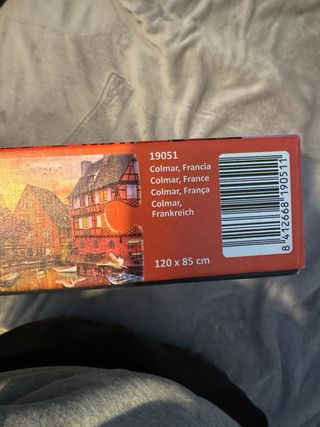 19051
Colmar, Francia
Colmar, France
Colmar, França
Colmar,
Frankreich
120 x 85 cm
8 412668 190511